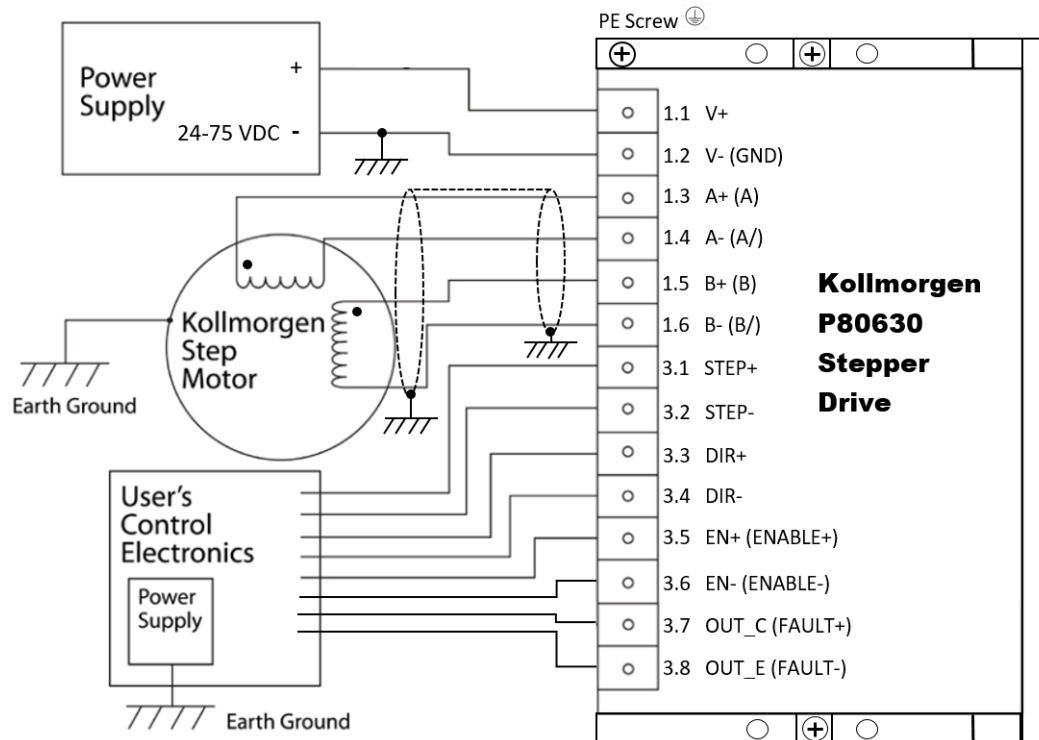 PE Screw
Power
Supply
+
24-75 VDC -
1.1 V+
1.2 V- (GND)
1.3 A+ (A)
1.4 A- (A/)
1.5 B+ (B)
1.6 B- (B/)
3.1 STEP+
3.2 STEP-
3.3 DIR+
3.4 DIR-
3.5 EN+ (ENABLE+)
3.6 EN- (ENABLE-)
3.7 OUT_C (FAULT+)
3.8 OUT_E (FAULT-)
Kollmorgen
P80630
Stepper
Drive
Kollmorgen
Step
Motor
Earth Ground
User's
Control
Electronics
Power
Supply
Earth Ground